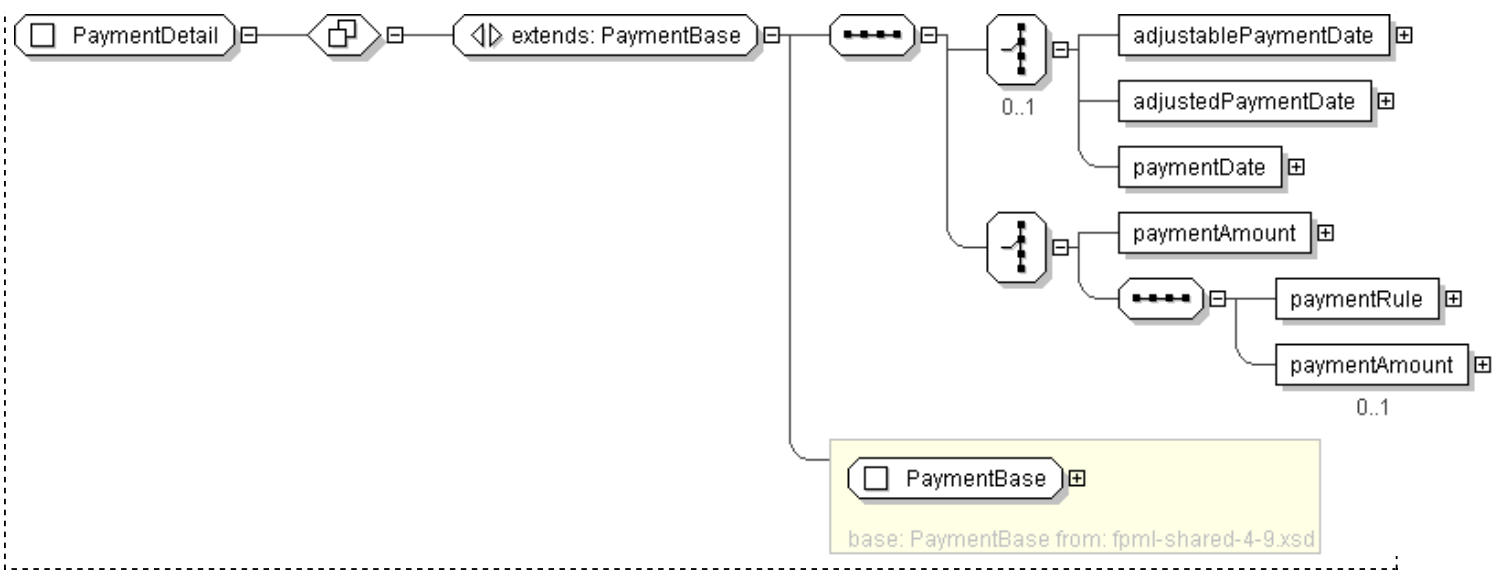 PaymentDetail
extends: PaymentBase
adjustablePaymentDate
0..1
adjustedPaymentDate
paymentDate
paymentAmount
paymentRule
paymentAmount
0..1
PaymentBase
base: PaymentBase from: fpml-shared-4-9.xsd